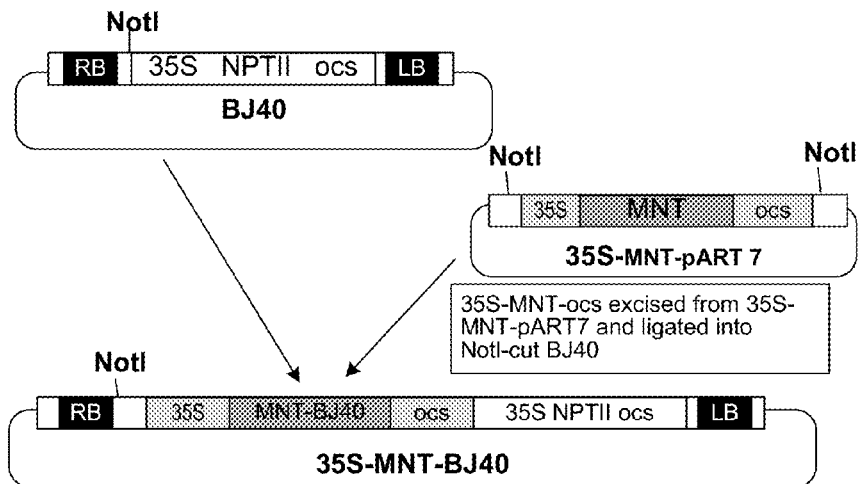 NotI
RB 35S NPTII ocs LB
BJ40
NotI NotI
35S MNT ocs
35S-MNT-pART 7
35S-MNT-ocs excised from 35S-
MNT-pART7 and ligated into
NotI-cut BJ40
NotI
RB 35S MNT-BJ40 ocs 35S NPTII ocs LB
35S-MNT-BJ40